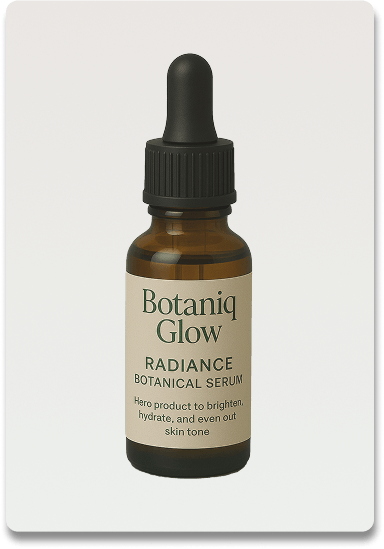 Botaniq
Glow
RADIANCE
BOTANICAL SERUM
Hero product to brighten,
hydrate, and even out
skin tone